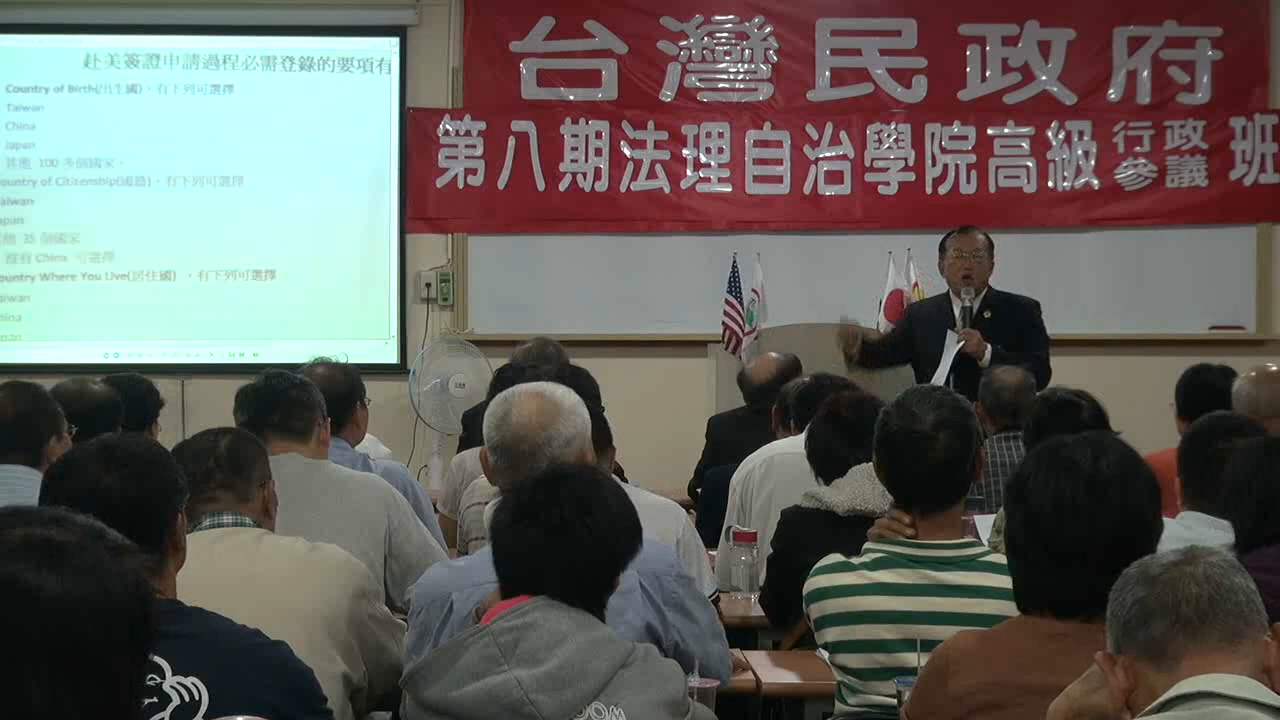 台灣民政府
第八期法理自治學院高級行政參議班
赴美簽證申請過程必需登錄的要項有
Country of Birth(出生國)，有下列可選擇
Taiwan
China
Japan
其他 100 多個國家。
ountry of Citizenship(國籍)，有下列可選擇
aiwan
apan
其他 35 個國家
沒有 China 可選擇
ountry Where You Live(居住國) ，有下列可選擇
aiwan
hina
apan